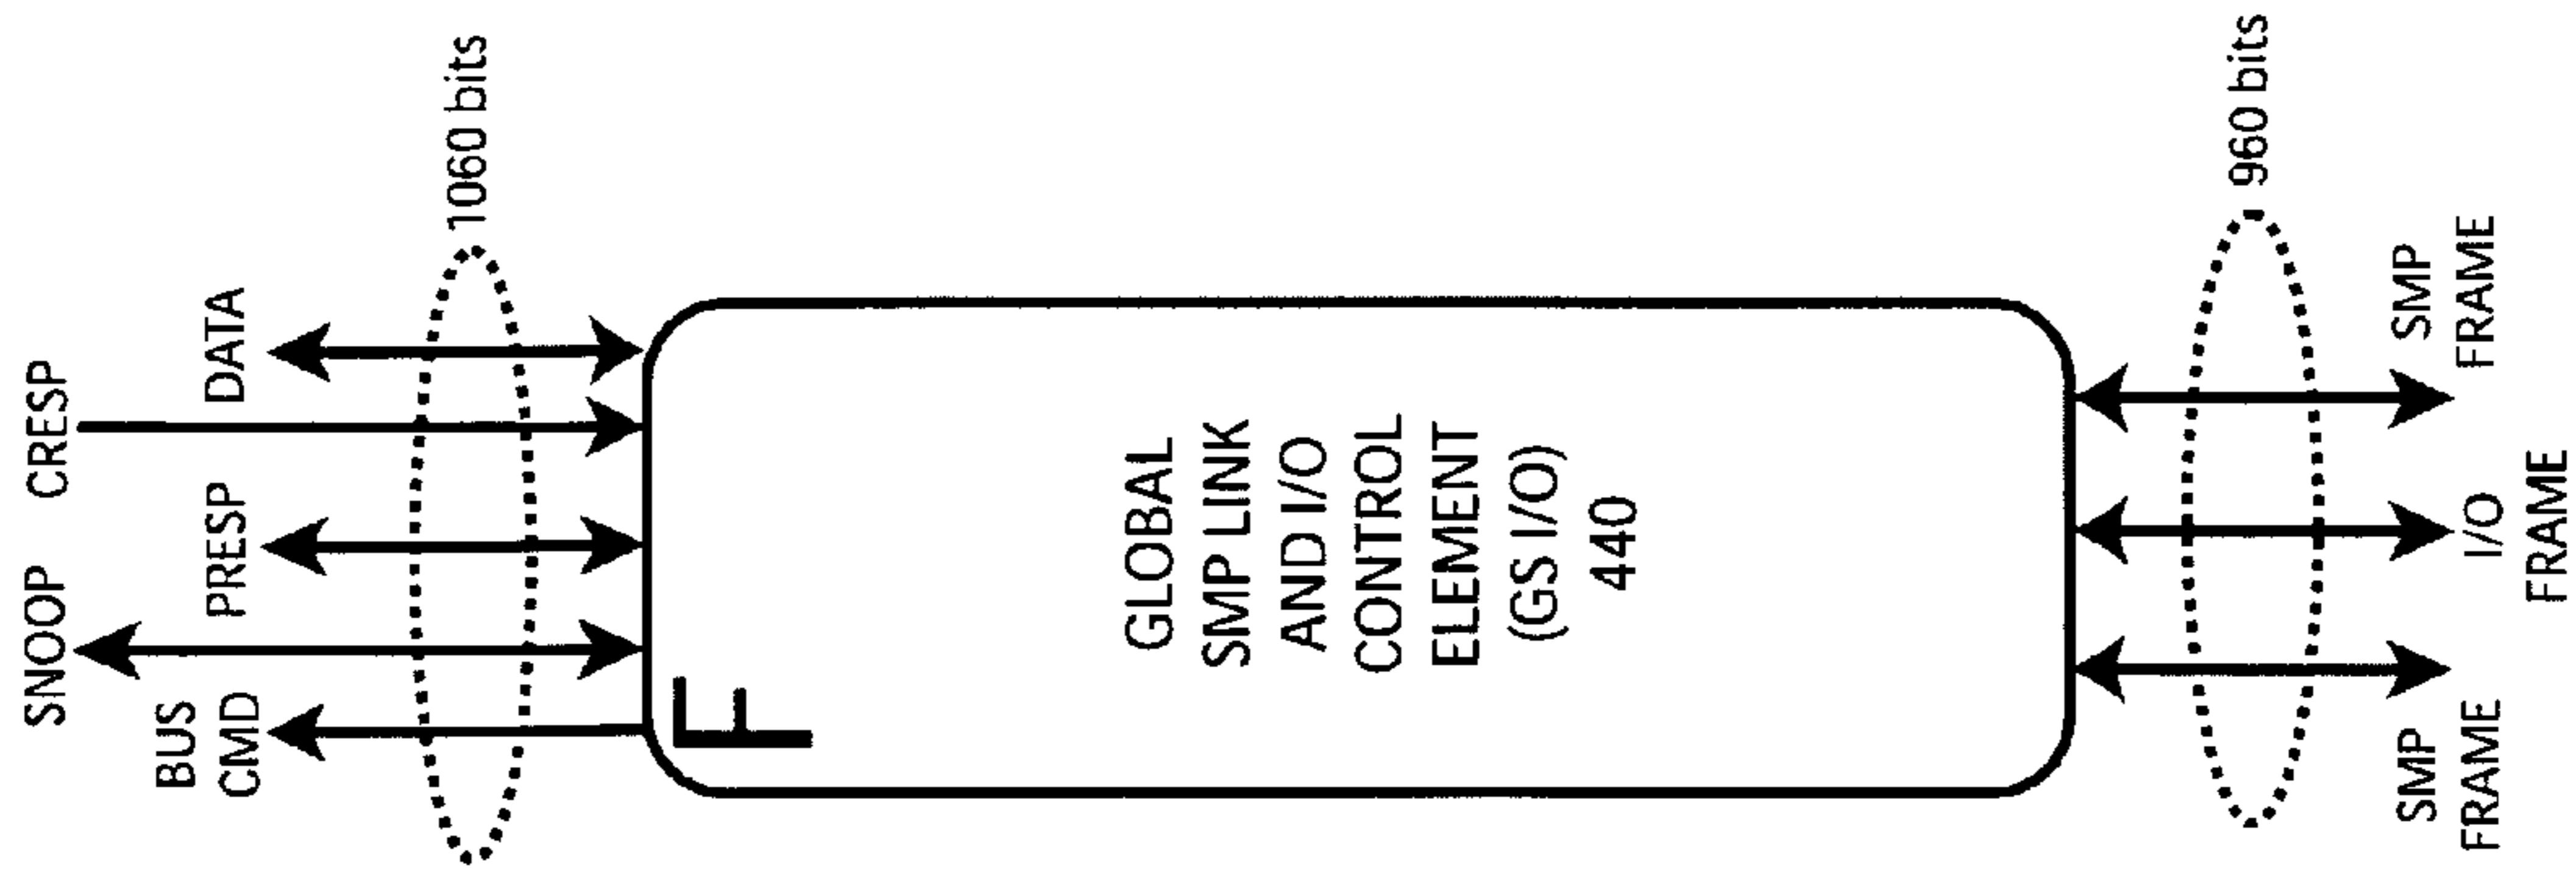 SNOOP
CRESP
BUS
CMD
PRESP
DATA
1060 bits
F
GLOBAL
SMP LINK
AND I/O
CONTROL
ELEMENT
(GS I/O)
440
960 bits
SMP
FRAME
I/O
FRAME
SMP
FRAME